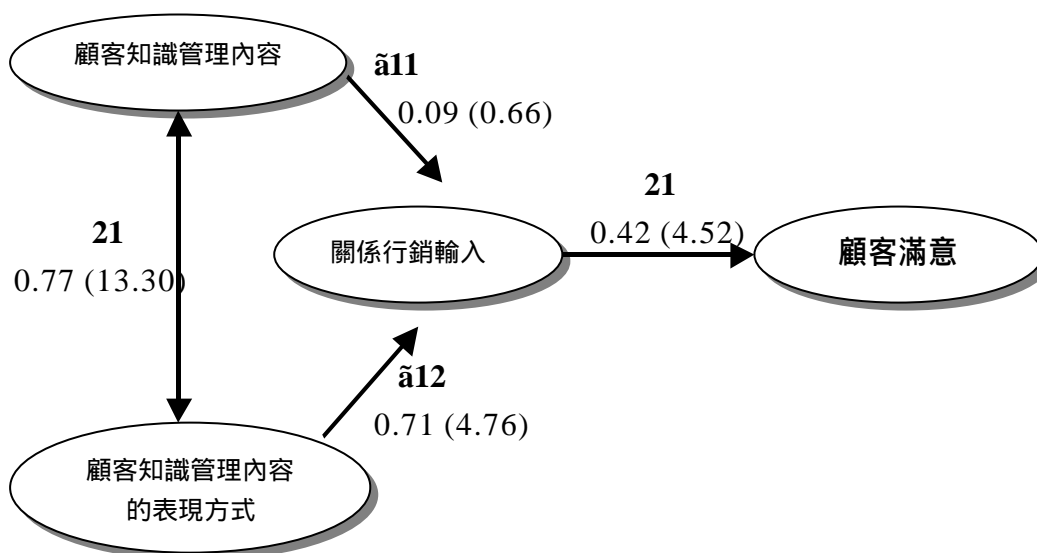 顧客知識管理內容
ã11
0.09 (0.66)
21
0.77 (13.30)
關係行銷輸入
21
0.42 (4.52)
顧客滿意
ã12
0.71 (4.76)
顧客知識管理內容
的表現方式